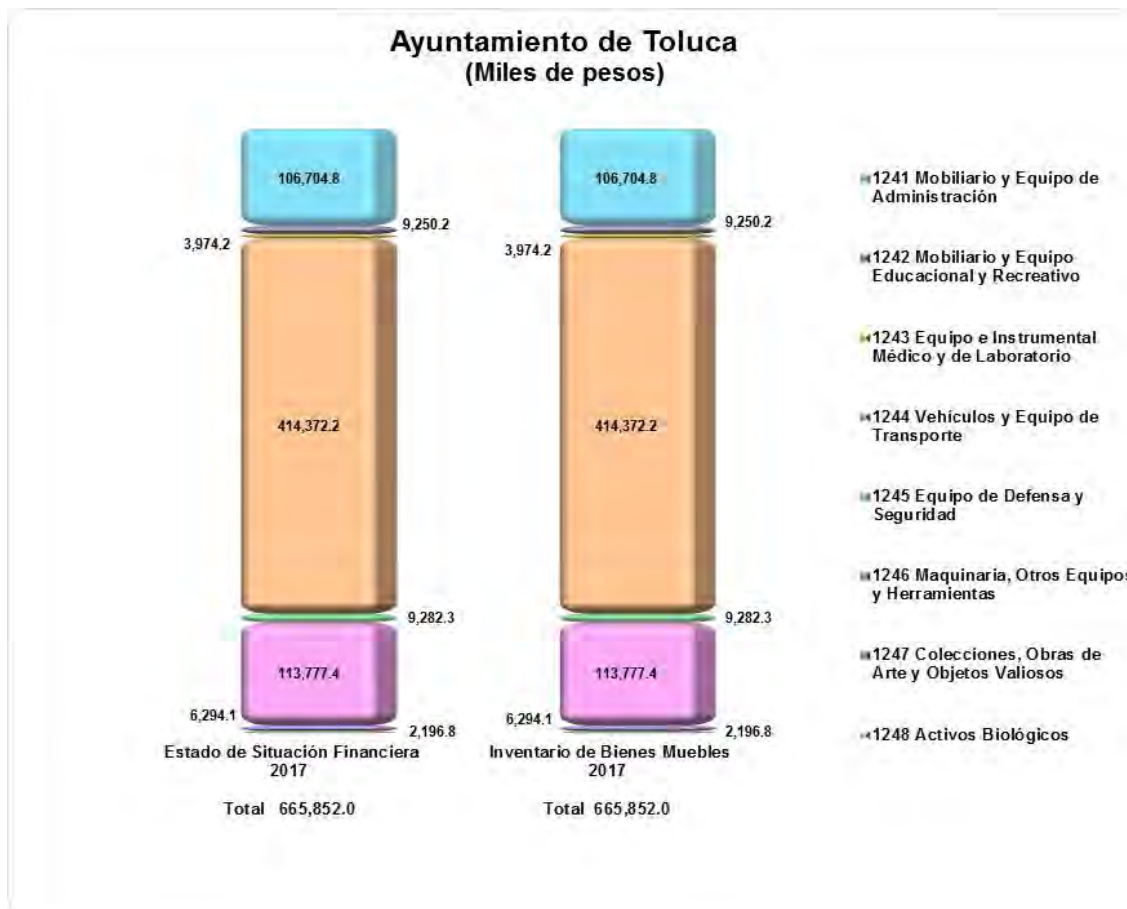 Ayuntamiento de Toluca
(Miles de pesos)
106,704.8
9,250.2
3,974.2
414,372.2
9,282.3
113,777.4
6,294.1
2,196.8
Estado de Situación Financiera
2017
Total 665,852.0
106,704.8
9,250.2
3,974.2
414,372.2
9,282.3
113,777.4
6,294.1
2,196.8
Inventario de Bienes Muebles
2017
Total 665,852.0
1241 Mobiliario y Equipo de
Administración
1242 Mobiliario y Equipo
Educacional y Recreativo
1243 Equipo e Instrumental
Médico y de Laboratorio
1244 Vehículos y Equipo de
Transporte
1245 Equipo de Defensa y
Seguridad
1246 Maquinaria, Otros Equipos
y Herramientas
1247 Colecciones, Obras de
Arte y Objetos Valiosos
1248 Activos Biológicos